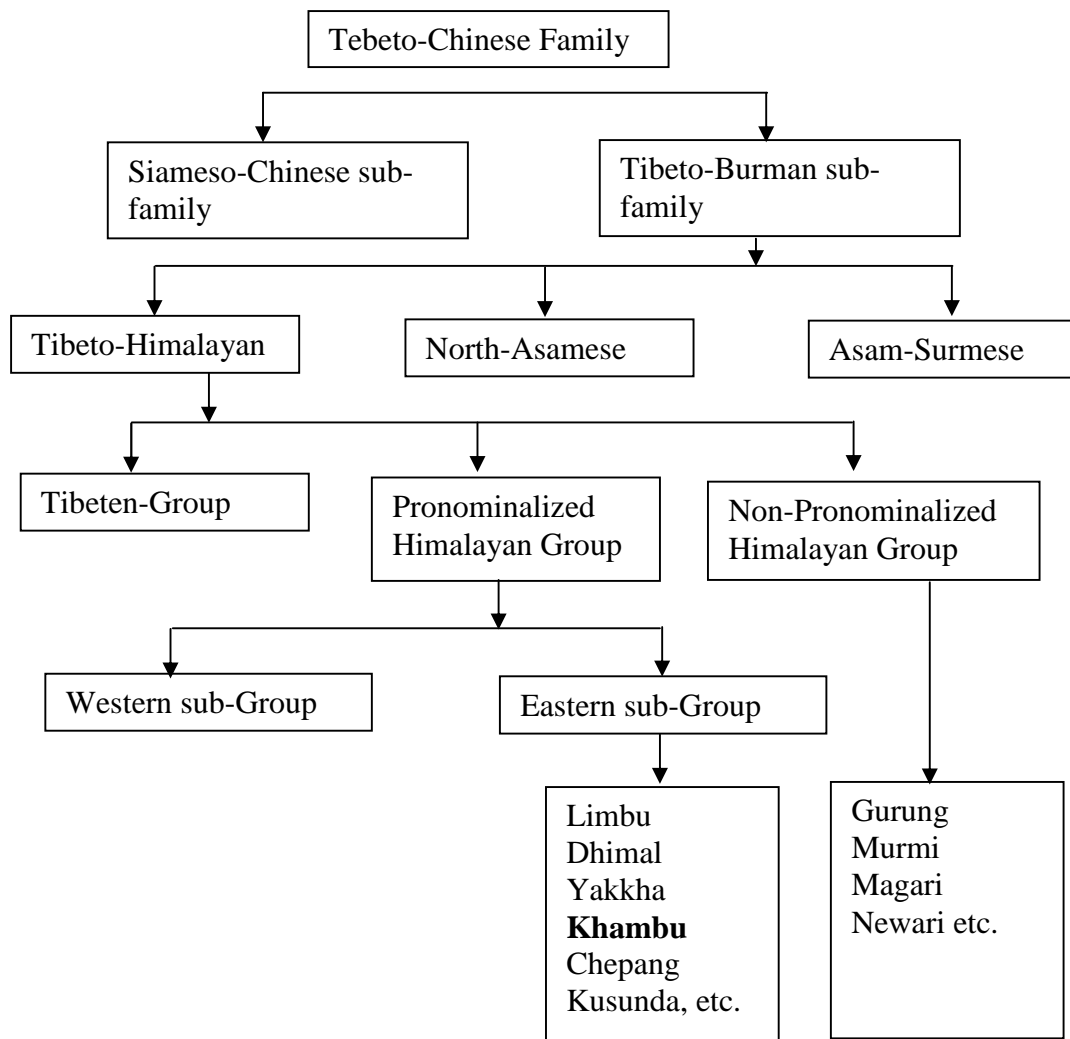 Tebeto-Chinese Family
Siameso-Chinese sub-
family
Tibeto-Burman sub-
family
Tibeto-Himalayan
North-Asamese
Asam-Surmese
Tibeten-Group
Pronominalized
Himalayan Group
Non-Pronominalized
Himalayan Group
Western sub-Group
Eastern sub-Group
Limbu
Dhimal
Yakkha
Khambu
Chepang
Kusunda, etc.
Gurung
Murmi
Magari
Newari etc.